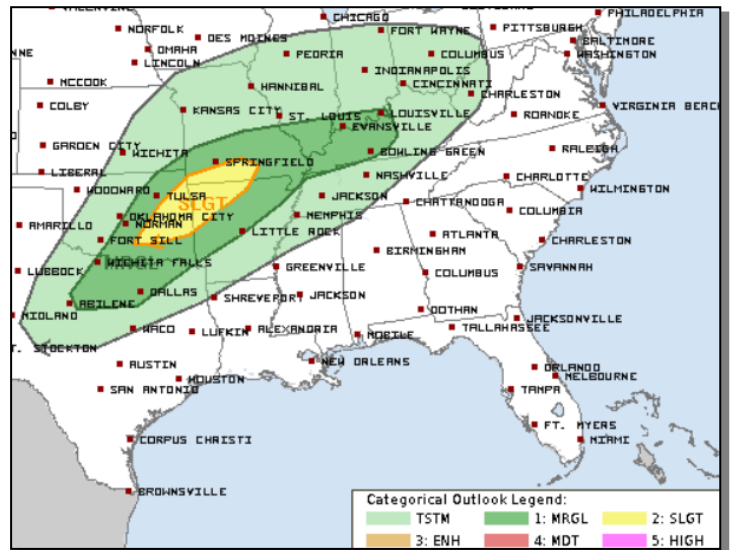 CHICAGO
PHILADELPHIA
NORFOLK
FORT WAYNE
PITTSBURGH
DES MOINES
BALTIMORE
OMAHA
PEORIA
COLUMBUS
WASHINGTON
LINCOLN
INDIANAPOLIS
MCCOOK
HANNIBAL
CINCINNATI
CHARLESTON
COLBY
KANSAS CITY
ST. LOUIS
LOUISVILLE
ROANOKE
VIRGINIA BEAC
EVANSVILLE
GARDEN CITY
WICHITA
BOWLING GREEN
RALEIGH
SPRINGFIELD
LIBERAL
NASHVILLE
CHARLOTTE
WOODWARD
TULSA
JACKSON
WILMINGTON
SLGT
CHATTANOOGA
COLUMBIA
OKLAHOMA CITY
MEMPHIS
AMARILLO
NORMAN
LITTLE ROCK
ATLANTA
CHARLESTON
FORT SILL
BIRMINGHAM
WICHITA FALLS
MRGL
GREENVILLE
COLUMBUS
SAVANNAH
LUBBOCK
DALLAS
SHREVEPORT
JACKSON
ABILENE
DOTHAN
MIDLAND
JACKSONVILLE
WACO
LUFKIN
ALEXANDRIA
MOBILE
TALLAHASSEE
T. STOCKTON
AUSTIN
NEW ORLEANS
ORLANDO
HOUSTON
MELBOURNE
SAN ANTONIO
TAMPA
FT. MYERS
CORPUS CHRISTI
MIAMI
BROWNSVILLE
Categorical Outlook Legend:
TSTM 1: MRGL 2: SLGT
3: ENH 4: MDT 5: HIGH